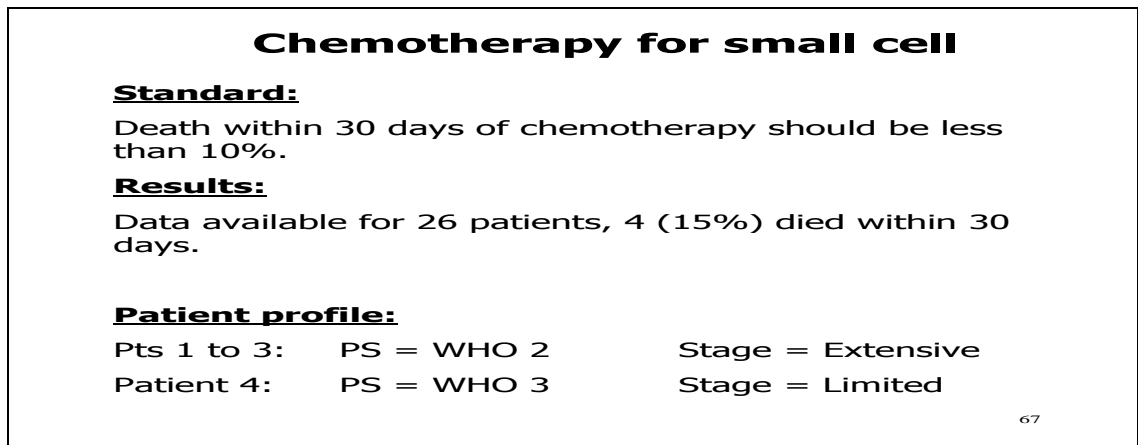 Chemotherapy for small cell
Standard:
Death within 30 days of chemotherapy should be less
than 10%.
Results:
Data available for 26 patients, 4 (15%) died within 30
days.
Patient profile:
Pts 1 to 3: PS = WHO 2 Stage = Extensive
Patient 4: PS = WHO 3 Stage = Limited
67